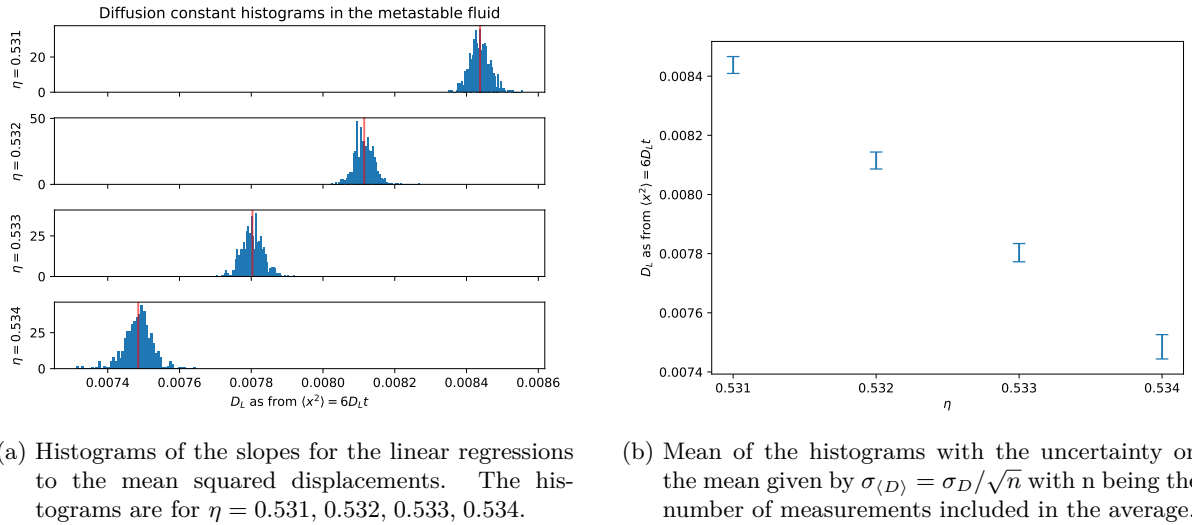 Diffusion constant histograms in the metastable fluid
η = 0.531
20
0
η = 0.532
50
0
η = 0.533
25
0
η = 0.534
25
0
0.0074 0.0076 0.0078 0.0080 0.0082 0.0084 0.0086
D_L as from ⟨x²⟩ = 6D_Lt
D_L as from ⟨x²⟩ = 6D_Lt
0.0084
0.0082
0.0080
0.0078
0.0076
0.0074
0.531 0.532 0.533 0.534
η
a) Histograms of the slopes for the linear regressions
to the mean squared displacements. The his-
tograms are for η = 0.531, 0.532, 0.533, 0.534.
(b) Mean of the histograms with the uncertainty on
the mean given by σ_⟨D⟩ = σ_D/√n with n being the
number of measurements included in the average.